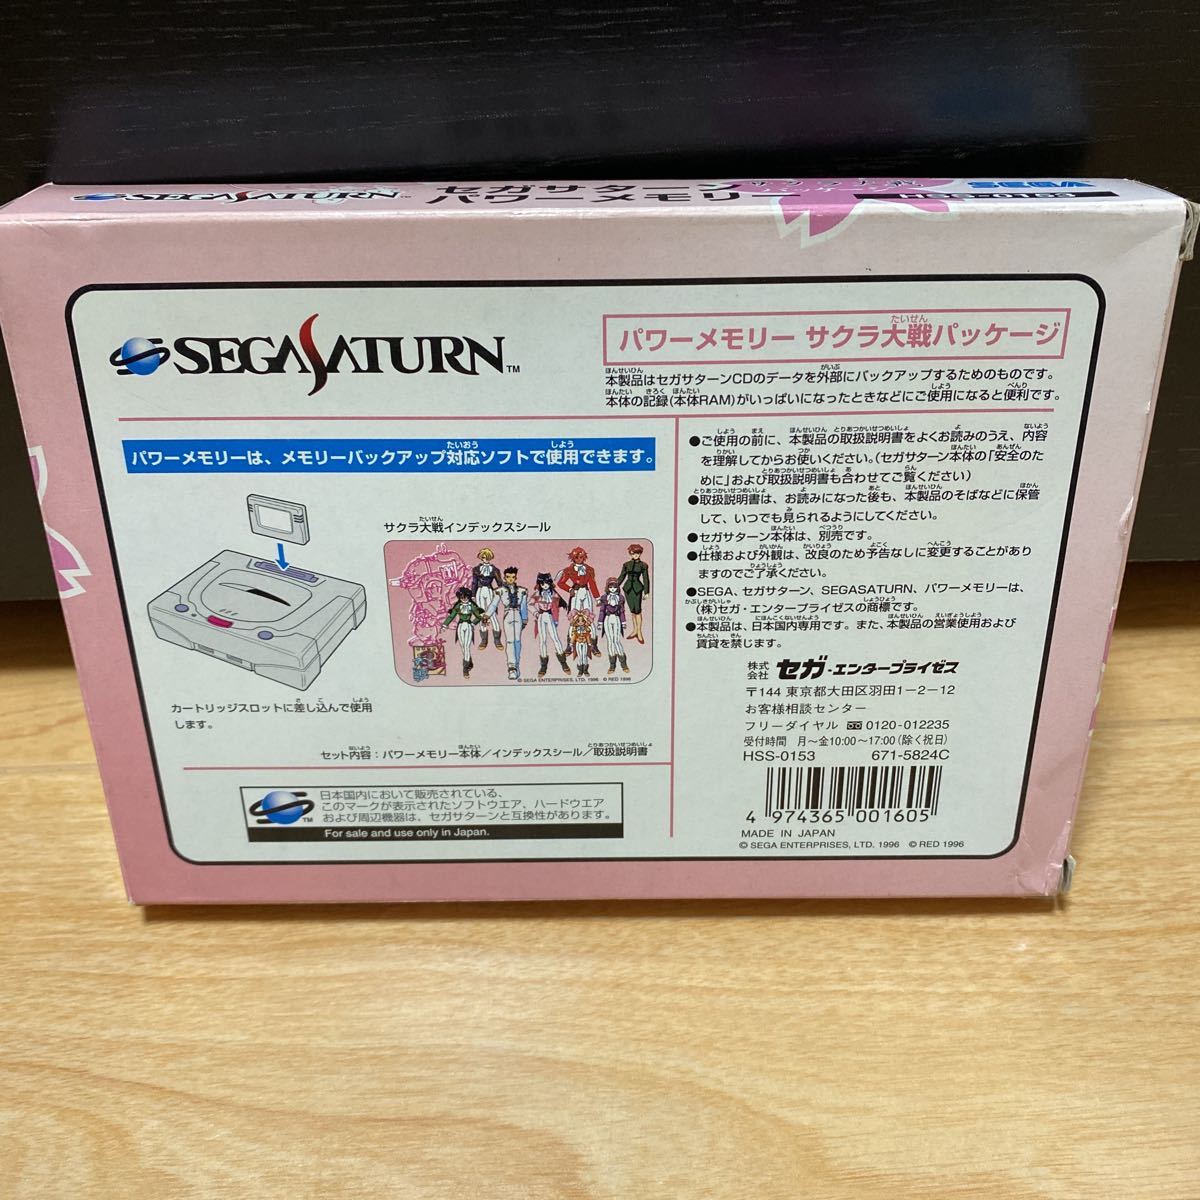 SEGASATURN™
セガサターン
パワーメモリー
SEGASATURN™
パワーメモリー サクラ大戦パッケージ
たいせん
本製品はセガサターンCDのデータを外部にバックアップするためのものです。
本体の記録(本体RAM)がいっぱいになったときなどにご使用になると便利です。
パワーメモリーは、メモリーバックアップ対応ソフトで使用できます。
サクラ大戦インデックスシール
© SEGA ENTERPRISES, LTD. 1996 © RED 1996
カートリッジスロットに差し込んで使用
します。
セット内容:パワーメモリー本体/インデックスシール/取扱説明書
日本国内において販売されている、
このマークが表示されたソフトウエア、ハードウエア
および周辺機器は、セガサターンと互換性があります。
For sale and use only in Japan.
TM
●ご使用の前に、本製品の取扱説明書をよくお読みのうえ、内容
を理解してからお使いください。(セガサターン本体の「安全のた
めに」および取扱説明書も合わせてご覧ください)
●取扱説明書は、お読みになった後も、本製品のそばなどに保管
して、いつでも見られるようにしてください。
●セガサターン本体は、別売です。
●仕様および外観は、改良のため予告なしに変更することがあり
ますのでご了承ください。
●SEGA、セガサターン、SEGASATURN、パワーメモリーは、
(株)セガ・エンタープライゼスの商標です。
●本製品は、日本国内専用です。また、本製品の営業使用および
賃貸を禁じます。
株式会社 セガ・エンタープライゼス
〒144 東京都大田区羽田1-2-12
お客様相談センター
フリーダイヤル 0120-012235
受付時間 月〜金10:00〜17:00(除く祝日)
HSS-0153 671-5824C
4 974365 001605
MADE IN JAPAN
© SEGA ENTERPRISES, LTD. 1996 © RED 1996